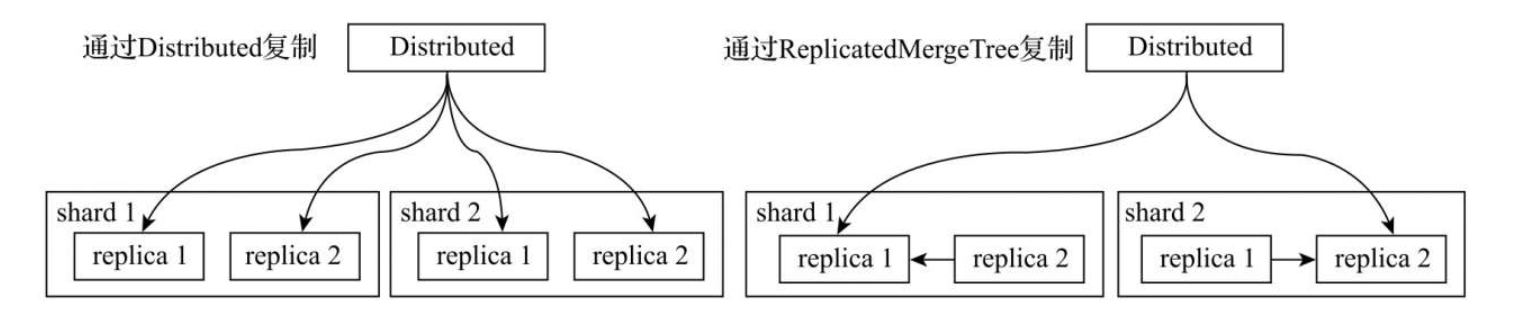 通过Distributed复制
Distributed
shard 1
replica 1
replica 2
shard 2
replica 1
replica 2
通过ReplicatedMergeTree复制
Distributed
shard 1
replica 1
replica 2
shard 2
replica 1
replica 2